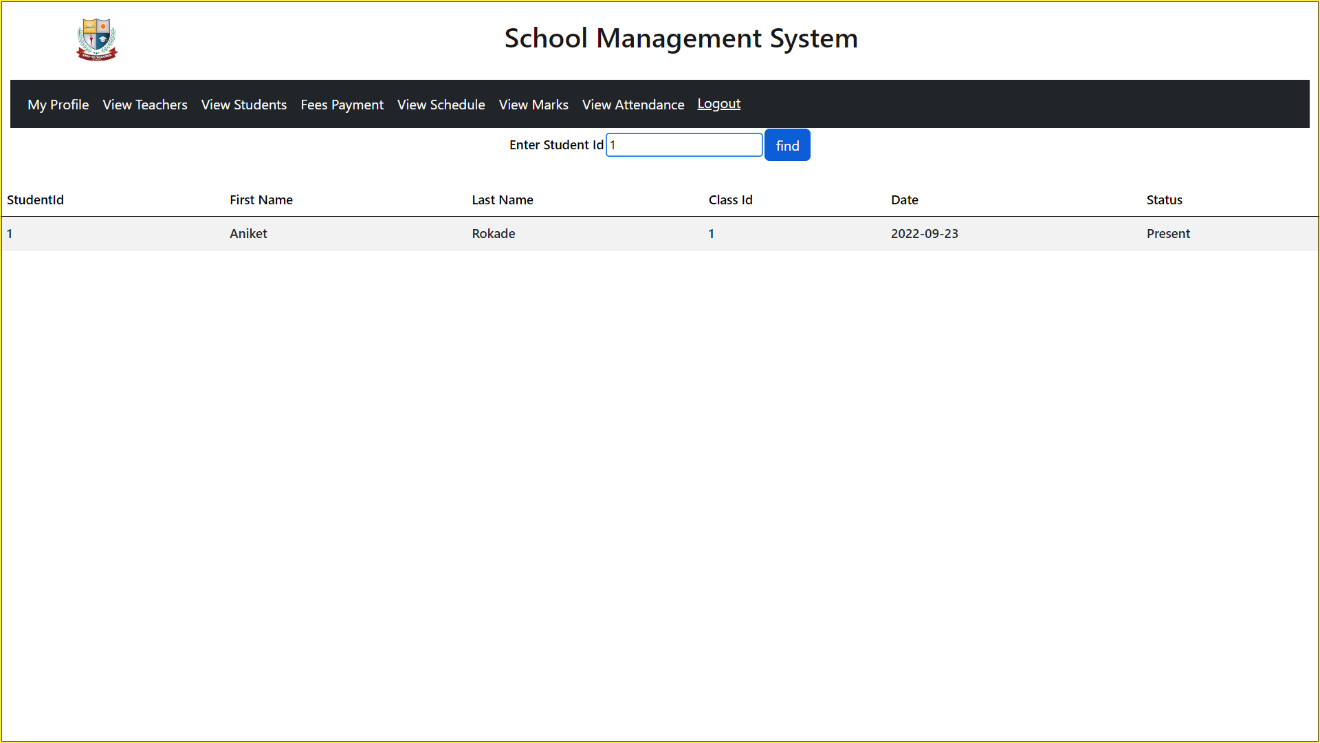 School Management System
My Profile View Teachers View Students Fees Payment View Schedule View Marks View Attendance Logout
Enter Student Id 1 find
StudentId First Name Last Name Class Id Date Status
1 Aniket Rokade 1 2022-09-23 Present